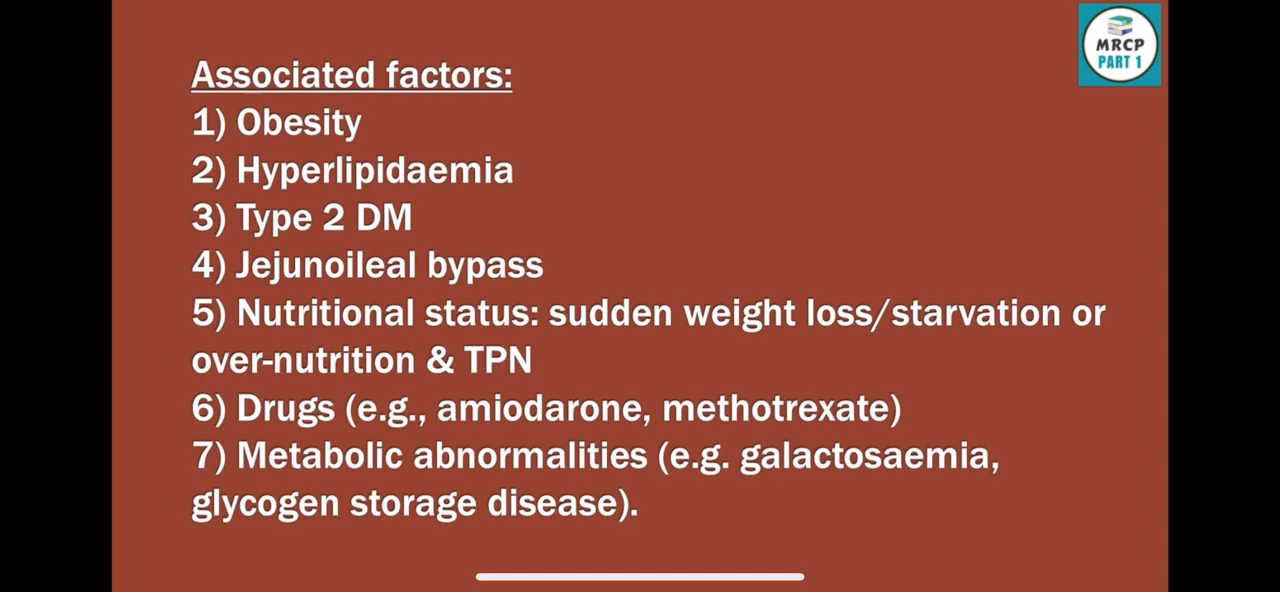 MRCP
PART 1
Associated factors:
1) Obesity
2) Hyperlipidaemia
3) Type 2 DM
4) Jejunoileal bypass
5) Nutritional status: sudden weight loss/starvation or
over-nutrition & TPN
6) Drugs (e.g., amiodarone, methotrexate)
7) Metabolic abnormalities (e.g. galactosaemia,
glycogen storage disease).